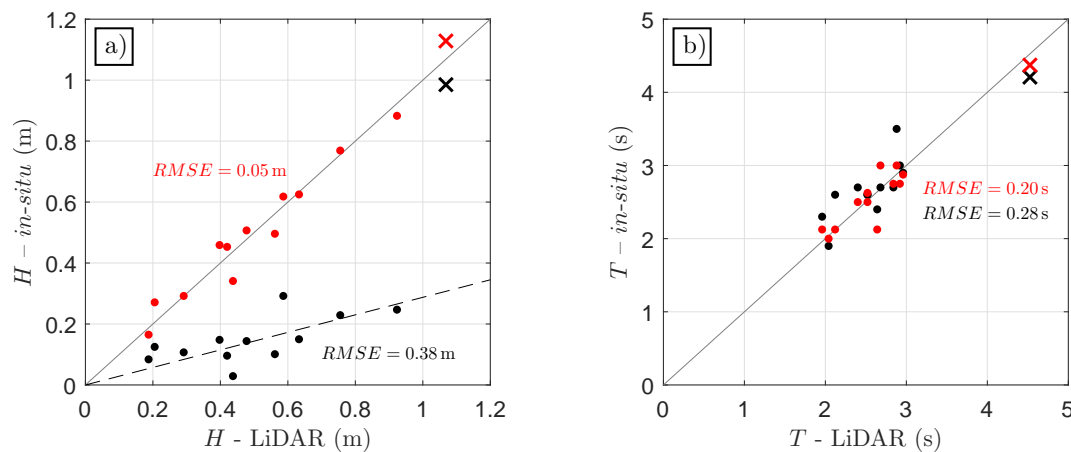 a)
H - in-situ (m)
1.2
1
0.8
0.6
0.4
0.2
0
RMSE = 0.05 m
RMSE = 0.38 m
0 0.2 0.4 0.6 0.8 1 1.2
H - LiDAR (m)
b)
T - in-situ (s)
5
4
3
2
1
0
RMSE = 0.20 s
RMSE = 0.28 s
0 1 2 3 4 5
T - LiDAR (s)